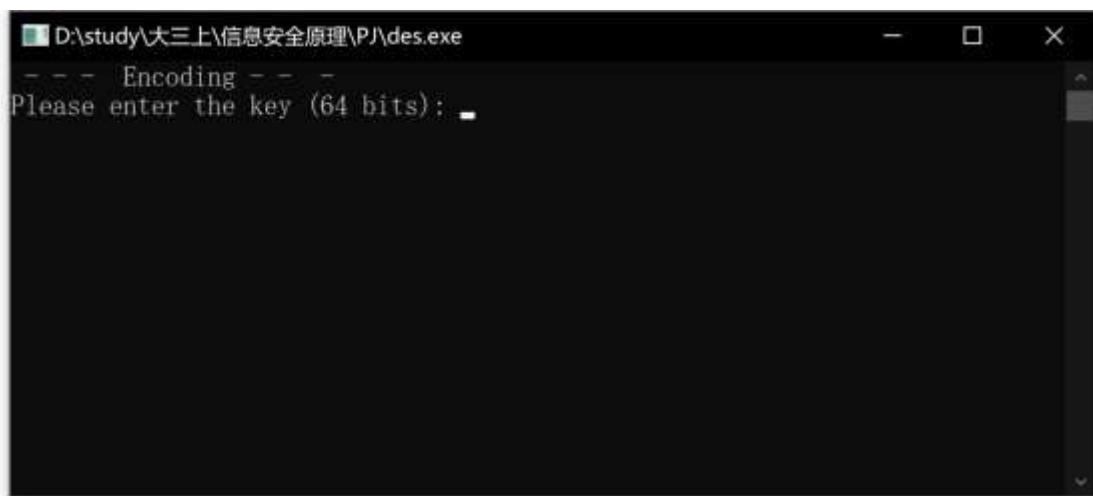 D:\study\大三上\信息安全原理\PJ\des.exe
- - -  Encoding - -  -
Please enter the key (64 bits):